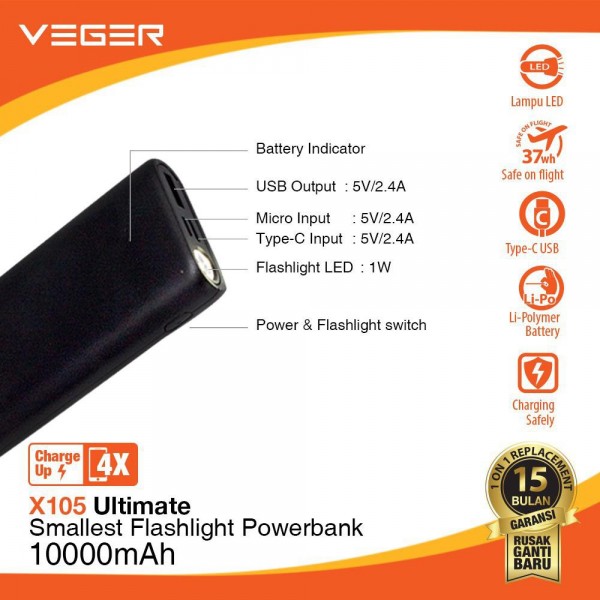 VEGER
Battery Indicator
USB Output : 5V/2.4A
Micro Input : 5V/2.4A
Type-C Input : 5V/2.4A
Flashlight LED : 1W
Power & Flashlight switch
LED
Lampu LED
SAFE ON FLIGHT
37wh
Safe on flight
C
Type-C USB
Li-Po
Li-Polymer
Battery
Charging
Safely
Charge
Up
4X
X105 Ultimate
Smallest Flashlight Powerbank
10000mAh
1 ON 1 REPLACEMENT
15
BULAN
GARANSI
RUSAK
GANTI
BARU